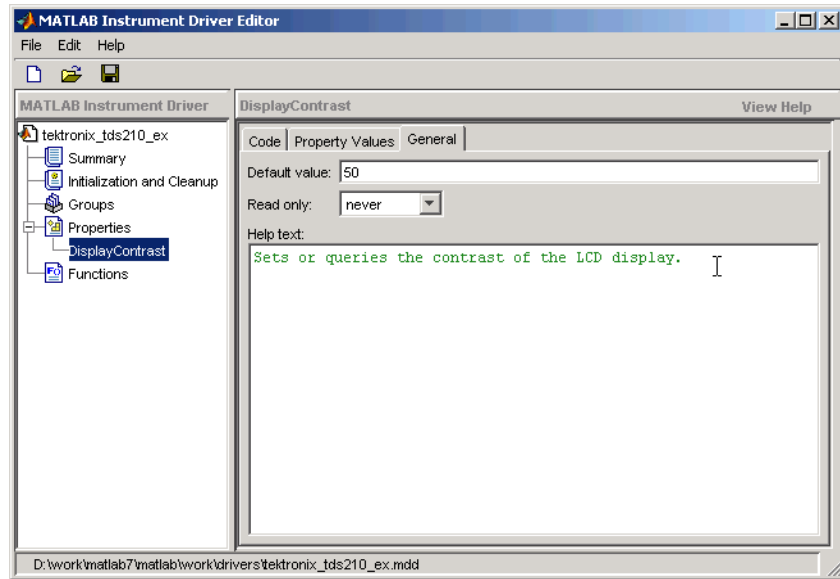 MATLAB Instrument Driver Editor
File Edit Help
MATLAB Instrument Driver
DisplayContrast View Help
tektronix_tds210_ex
Summary
Initialization and Cleanup
Groups
Properties
DisplayContrast
Functions
Code Property Values General
Default value: 50
Read only: never
Help text:
Sets or queries the contrast of the LCD display.
D:\work\matlab7\matlab\work\drivers\tektronix_tds210_ex.mdd